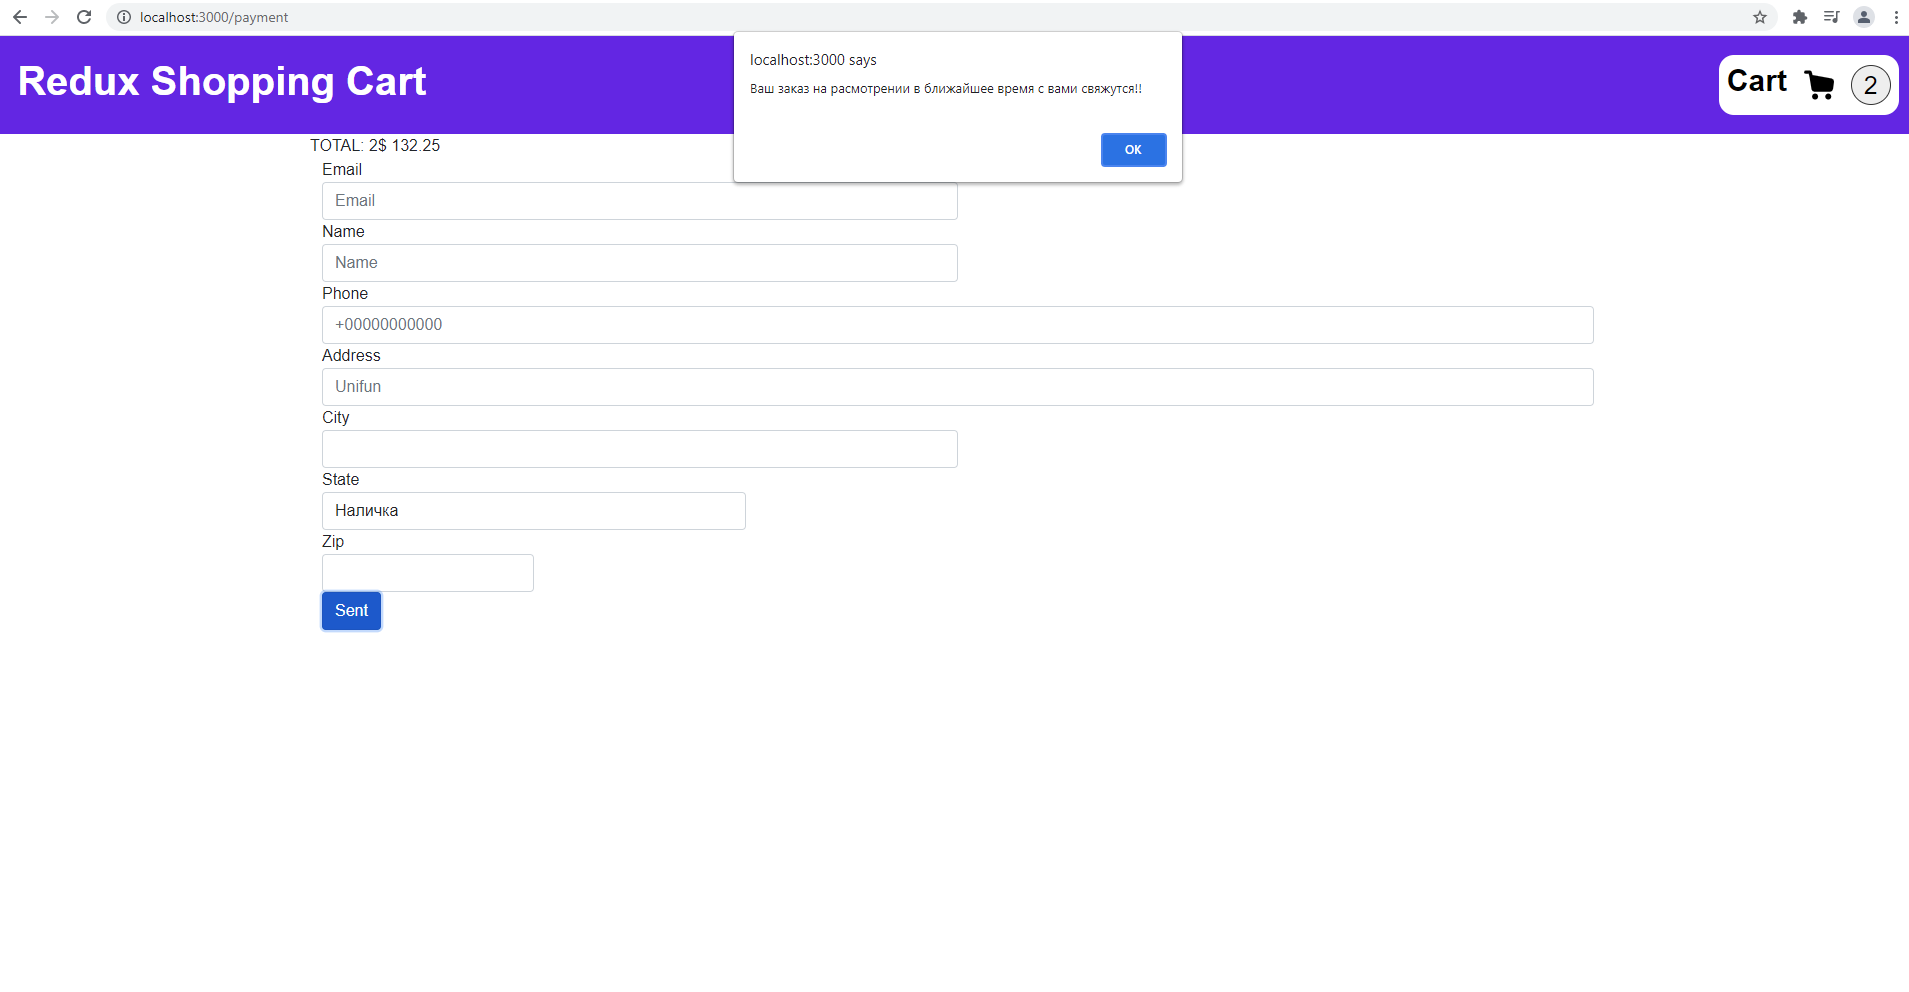 localhost:3000/payment
localhost:3000 says
Ваш заказ на расмотрении в ближайшее время с вами свяжутся!!
OK
Redux Shopping Cart
Cart 2
TOTAL: 2$ 132.25
Email
Email
Name
Name
Phone
+00000000000
Address
Unifun
City
State
Наличка
Zip
Sent